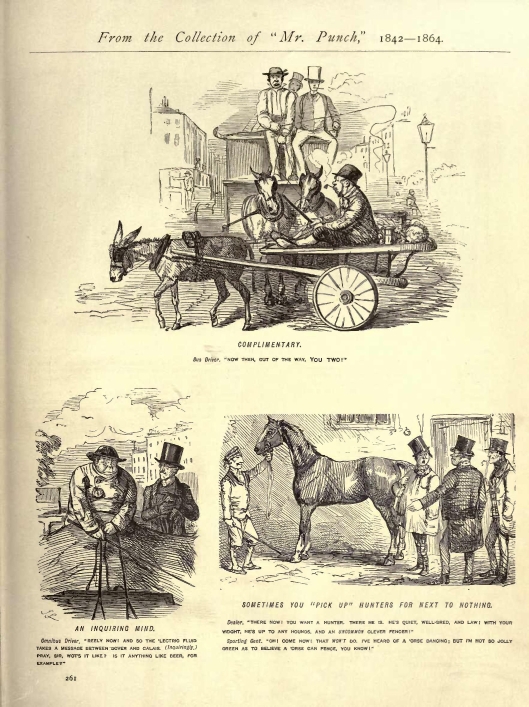 From the Collection of "Mr. Punch," 1842—1864.
COMPLIMENTARY.
Bus Driver. "NOW THEN, OUT OF THE WAY, YOU TWO!"
AN INQUIRING MIND.
Omnibus Driver. "REELY NOW! AND SO THE 'LECTRIC FLUID
TAKES A MESSAGE BETWEEN DOVER AND CALAIS. (Inquiringly.)
PRAY, SIR, WOT'S IT LIKE? IS IT ANYTHING LIKE BEER, FOR
EXAMPLE?"
SOMETIMES YOU "PICK UP" HUNTERS FOR NEXT TO NOTHING.
Dealer. "THERE NOW! YOU WANT A HUNTER. THERE HE IS. HE'S QUIET, WELL-BRED, AND LAW! WITH YOUR
WEIGHT, HE'S UP TO ANY HOUNDS, AND AN UNCOMMON CLEVER FENCER!"
Sporting Gent. "OH! COME NOW! THAT WON'T DO. I'VE HEARD OF A 'ORSE DANCING; BUT I'M NOT SO JOLLY
GREEN AS TO BELIEVE A 'ORSE CAN FENCE, YOU KNOW!"
261